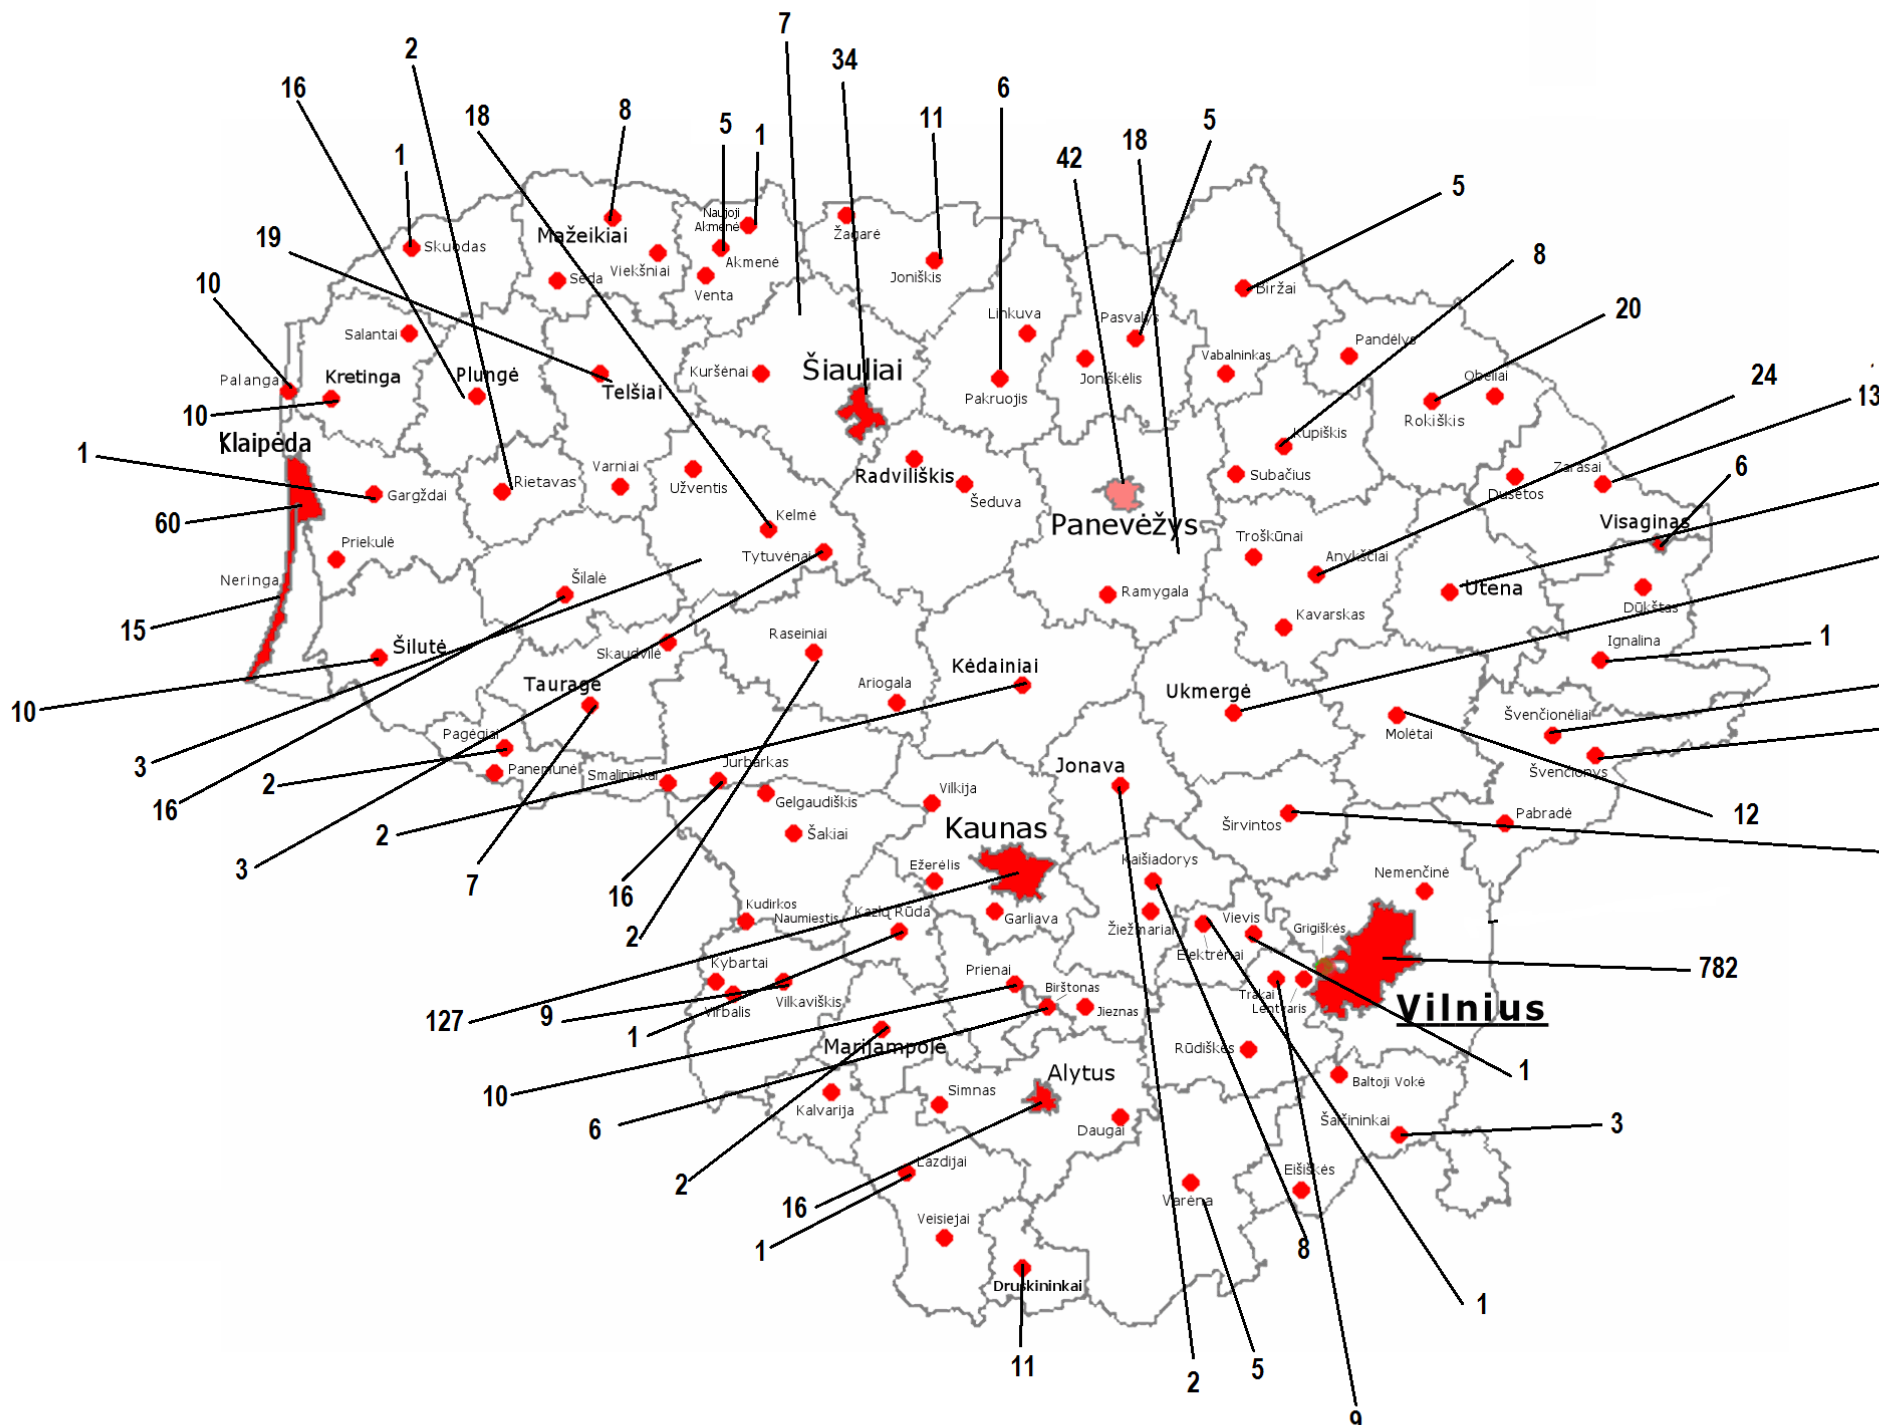 7
2
34
16
6
8
11
18
5
1
5
18
42
1
5
Naujoji
Akmenė
Žagarė
Mažeikiai
19
Skuodas
8
Akmenė
Viekšniai
Joniškis
10
Sėda
Venta
Biržai
20
Linkuva
Pasvalys
Salantai
Pandėlys
Vabalninkas
Šiauliai
Palanga
Kretinga
Plungė
Kuršėnai
Joniškėlis
Obeliai
24
Telšiai
Pakruojis
13
10
Rokiškis
Klaipėda
Kupiškis
1
Varniai
Radviliškis
Zarasai
6
Rietavas
Užventis
Subačius
Gargždai
Šeduva
Dusetos
60
Kelmė
Panevėžys
Visaginas
Priekulė
Tytuvėnai
Troškūnai
Anykščiai
Neringa
Šilalė
Ramygala
Utena
Dūkštas
15
Kavarskas
Šilutė
Skaudvilė
Raseiniai
Ignalina
1
Kėdainiai
Tauragė
Ariogala
Ukmergė
10
Švenčionėliai
Pagėgiai
Molėtai
3
Panemunė
Smalininkai
Jurbarkas
Jonava
Švenčionys
2
Gelgaudiškis
Vilkija
16
Pabradė
12
Šakiai
Kaunas
Širvintos
2
3
Ežerėlis
Kaišiadorys
Nemenčinė
7
16
Kudirkos
Naumiestis
Kazlų Rūda
Garliava
Vievis
Grigiškės
2
Žiežmariai
Elektrėnai
Kybartai
Prienai
782
Birštonas
Trakai
Vilkaviškis
Virbalis
Jieznas
Lentvaris
Vilnius
127
9
1
Marijampolė
Rūdiškės
1
Alytus
Baltoji Vokė
10
Simnas
Kalvarija
Šalčininkai
6
Daugai
3
Lazdijai
Eišiškės
2
Varėna
16
Veisiejai
1
8
Druskininkai
1
11
5
2
9